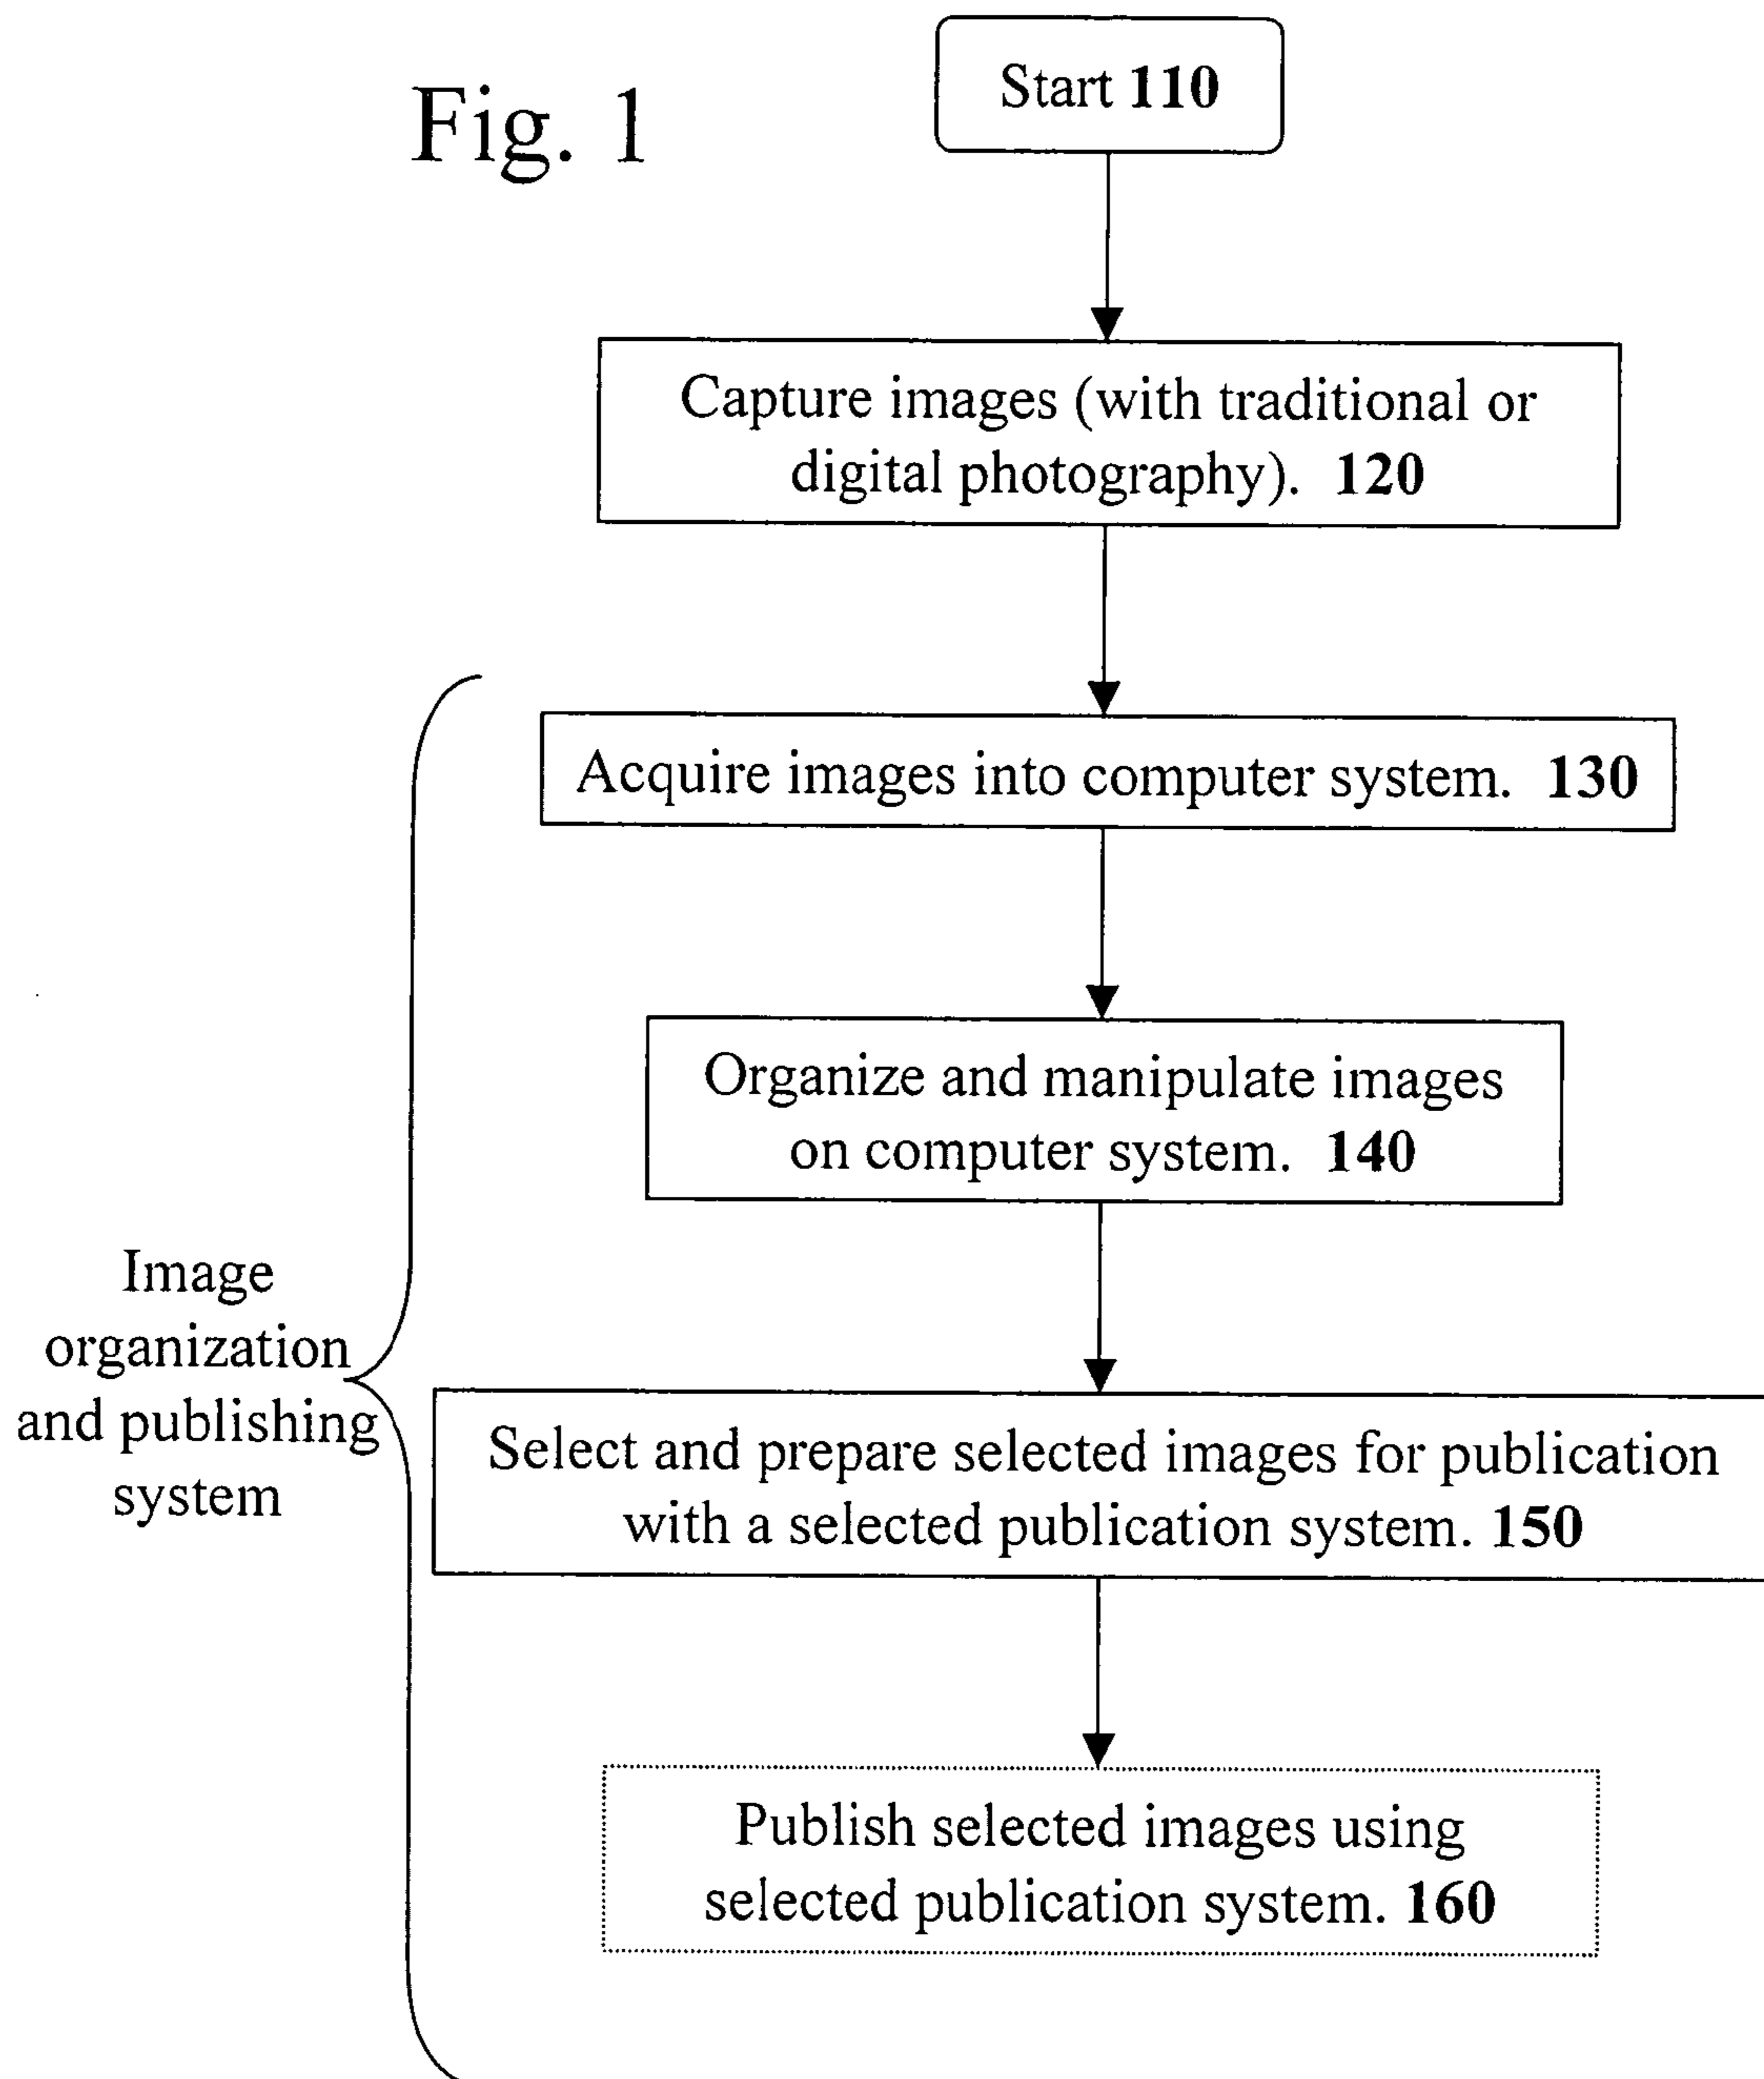 Fig. 1
Start 110
Capture images (with traditional or
digital photography). 120
Acquire images into computer system. 130
Organize and manipulate images
on computer system. 140
Image
organization
and publishing
system
Select and prepare selected images for publication
with a selected publication system. 150
Publish selected images using
selected publication system. 160